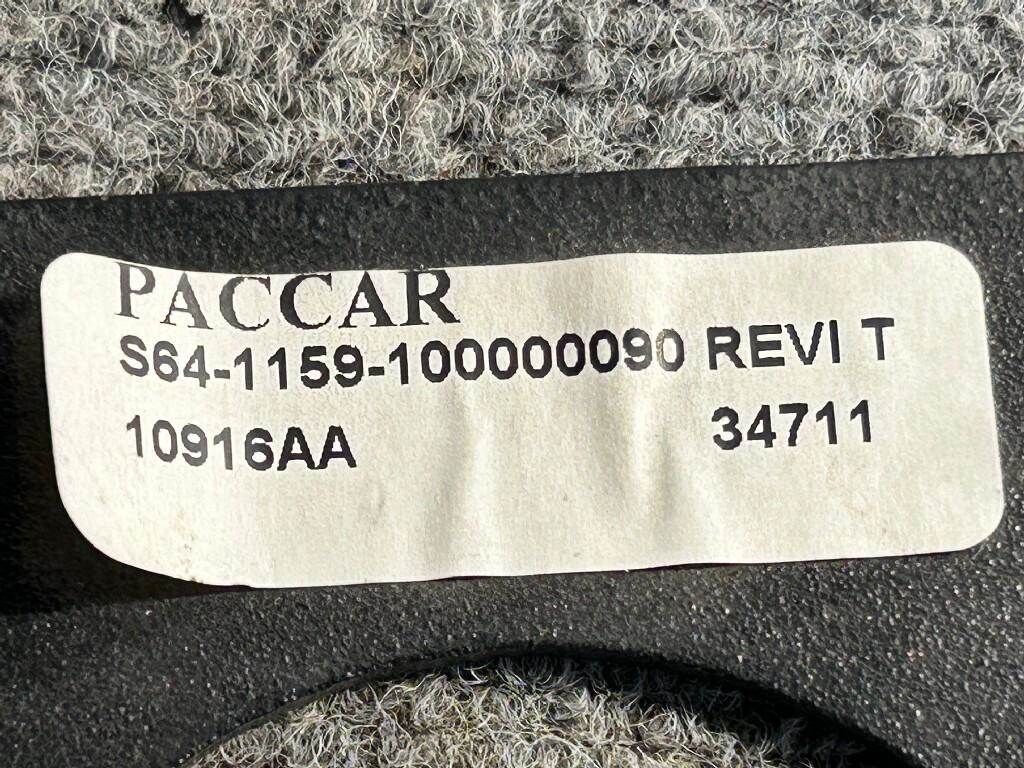 PACCAR
S64-1159-100000090 REVI T
10916AA 34711